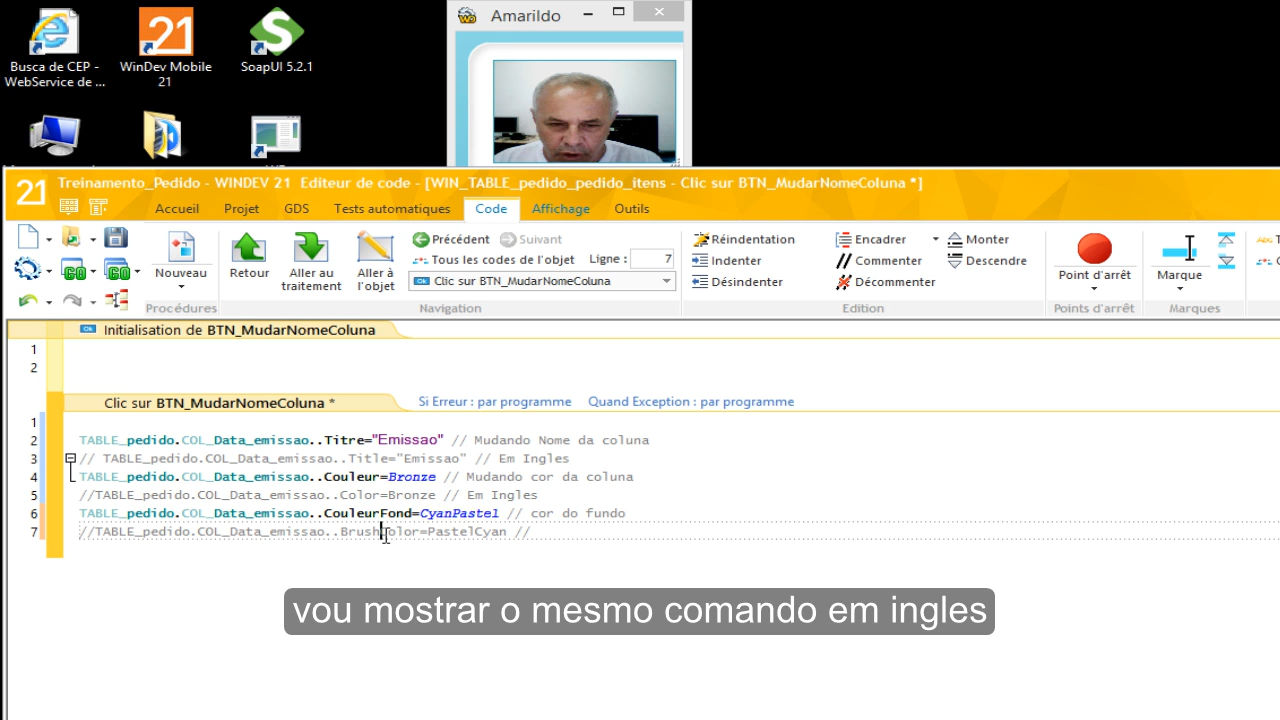 Amarildo
Busca de CEP -
WebService de ...
WinDev Mobile
21
SoapUI 5.2.1
21
Treinamento_Pedido - WINDEV 21 Editeur de code - [WIN_TABLE_pedido_pedido_itens - Clic sur BTN_MudarNomeColuna *]
Accueil Projet GDS Tests automatiques Code Affichage Outils
Nouveau
Procédures
Retour
Aller au
traitement
Aller à
l'objet
Précédent Suivant
Tous les codes de l'objet Ligne : 7
Clic sur BTN_MudarNomeColuna
Navigation
Réindentation
Indenter
Désindenter
Encadrer
Commenter
Décommenter
Monter
Descendre
Edition
Point d'arrêt
Points d'arrêt
Marque
Marques
GO GO
Initialisation de BTN_MudarNomeColuna
1
2
Clic sur BTN_MudarNomeColuna *
Si Erreur : par programme Quand Exception : par programme
1
2 TABLE_pedido.COL_Data_emissao..Titre="Emissao" // Mudando Nome da coluna
3 // TABLE_pedido.COL_Data_emissao..Title="Emissao" // Em Ingles
4 TABLE_pedido.COL_Data_emissao..Couleur=Bronze // Mudando cor da coluna
5 //TABLE_pedido.COL_Data_emissao..Color=Bronze // Em Ingles
6 TABLE_pedido.COL_Data_emissao..CouleurFond=CyanPastel // cor do fundo
7 //TABLE_pedido.COL_Data_emissao..BrushColor=PastelCyan //
vou mostrar o mesmo comando em ingles